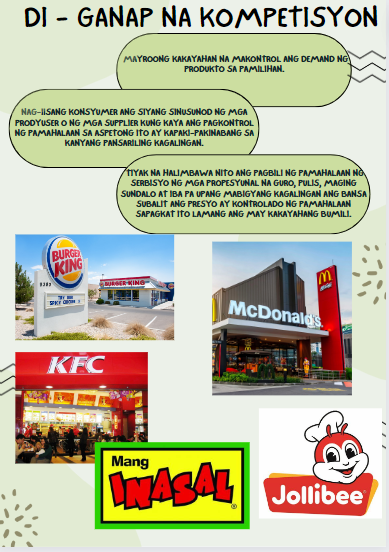 DI - GANAP NA KOMPETISYON
MAYROONG KAKAYAHAN NA MAKONTROL ANG DEMAND NG
PRODUKTO SA PAMILIHAN.
NAG-IISANG KONSYUMER ANG SIYANG SINUSUNOD NG MGA
PRODYUSER O NG MGA SUPPLIER KUNG KAYA ANG PAGKONTROL
NG PAMAHALAAN SA ASPETONG ITO AY KAPAKI-PAKINABANG SA
KANYANG PANSARILING KAGALINGAN.
TIYAK NA HALIMBAWA NITO ANG PAGBILI NG PAMAHALAAN NG
SERBISYO NG MGA PROPESYUNAL NA GURO, PULIS, MAGING
SUNDALO AT IBA PA UPANG MABIGYANG KAGALINGAN ANG BANSA
SUBALIT ANG PRESYO AY KONTROLADO NG PAMAHALAAN
SAPAGKAT ITO LAMANG ANG MAY KAKAYAHANG BUMILI.
BURGER
KING
BURGER KING
McDonald's
KFC
Mang
INASAL
Jollibee